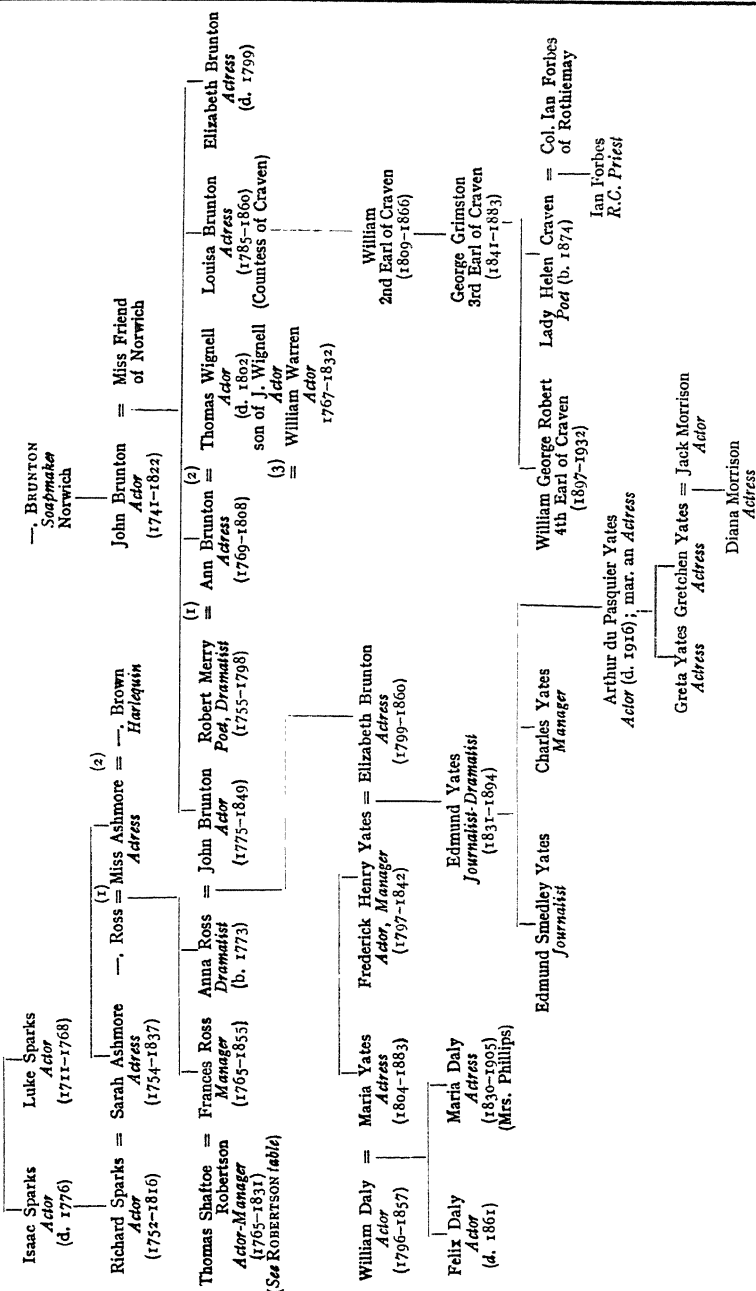 —. BRUNTON
Soapmaker
Norwich
Isaac Sparks
Actor
(d. 1776)
Luke Sparks
Actor
(1711–1768)
Richard Sparks
Actor
(1752–1816)
=
Sarah Ashmore
Actress
(1754–1837)
—. Ross
(1)
=
Miss Ashmore
Actress
(2)
=
—. Brown
Harlequin
John Brunton
Actor
(1741–1822)
=
Miss Friend
of Norwich
Thomas Shaftoe
Robertson
Actor-Manager
(1765–1831)
(See ROBERTSON table)
=
Frances Ross
Manager
(1765–1855)
Anna Ross
Dramatist
(b. 1773)
=
John Brunton
Actor
(1775–1849)
Robert Merry
Poet, Dramatist
(1755–1798)
(1)
=
Ann Brunton
Actress
(1769–1808)
(2)
=
Thomas Wignell
Actor
(d. 1802)
son of J. Wignell
Actor
(3)
=
William Warren
Actor
1767–1832)
Louisa Brunton
Actress
(1785–1860)
(Countess of Craven)
Elizabeth Brunton
Actress
(d. 1799)
William Daly
Actor
(1796–1857)
=
Maria Yates
Actress
(1804–1883)
Frederick Henry Yates
Actor, Manager
(1797–1842)
=
Elizabeth Brunton
Actress
(1799–1860)
William
2nd Earl of Craven
(1809–1866)
Felix Daly
Actor
(d. 1861)
Maria Daly
Actress
(1830–1905)
(Mrs. Phillips)
Edmund Yates
Journalist-Dramatist
(1831–1894)
George Grimston
3rd Earl of Craven
(1841–1883)
Edmund Smedley Yates
Journalist
Charles Yates
Manager
Arthur du Pasquier Yates
Actor (d. 1916); mar. an Actress
William George Robert
4th Earl of Craven
(1897–1932)
Lady Helen Craven
Poet (b. 1874)
=
Col. Ian Forbes
of Rothiemay
Greta Yates
Actress
Gretchen Yates
Actress
=
Jack Morrison
Actor
Ian Forbes
R.C. Priest
Diana Morrison
Actress